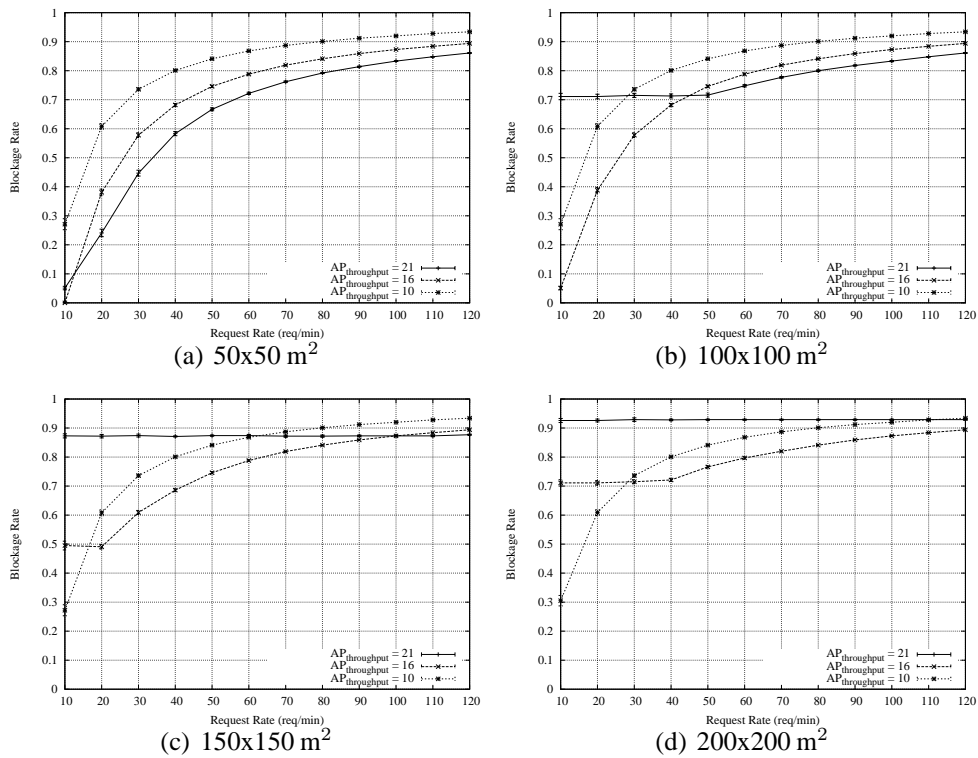 1
0.9
0.8
0.7
0.6
0.5
0.4
0.3
0.2
0.1
0
Blockage Rate
AP_throughput = 21
AP_throughput = 16
AP_throughput = 10
10 20 30 40 50 60 70 80 90 100 110 120
Request Rate (req/min)
(a) 50x50 m²
1
0.9
0.8
0.7
0.6
0.5
0.4
0.3
0.2
0.1
0
Blockage Rate
AP_throughput = 21
AP_throughput = 16
AP_throughput = 10
10 20 30 40 50 60 70 80 90 100 110 120
Request Rate (req/min)
(b) 100x100 m²
1
0.9
0.8
0.7
0.6
0.5
0.4
0.3
0.2
0.1
0
Blockage Rate
AP_throughput = 21
AP_throughput = 16
AP_throughput = 10
10 20 30 40 50 60 70 80 90 100 110 120
Request Rate (req/min)
(c) 150x150 m²
1
0.9
0.8
0.7
0.6
0.5
0.4
0.3
0.2
0.1
0
Blockage Rate
AP_throughput = 21
AP_throughput = 16
AP_throughput = 10
10 20 30 40 50 60 70 80 90 100 110 120
Request Rate (req/min)
(d) 200x200 m²